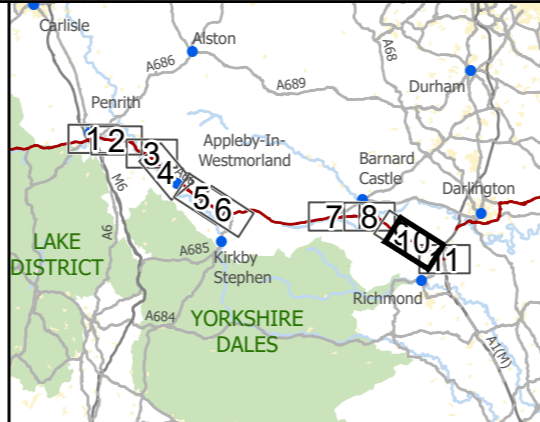 Carlisle
Alston
A686
A68
A689
Durham
Penrith
1 2
3
4
Appleby-In-
Westmorland
5 6
Barnard
Castle
Darlington
7 8
10
11
M6
A6
LAKE
DISTRICT
A685
Kirkby
Stephen
Richmond
A684
YORKSHIRE
DALES
A1(M)